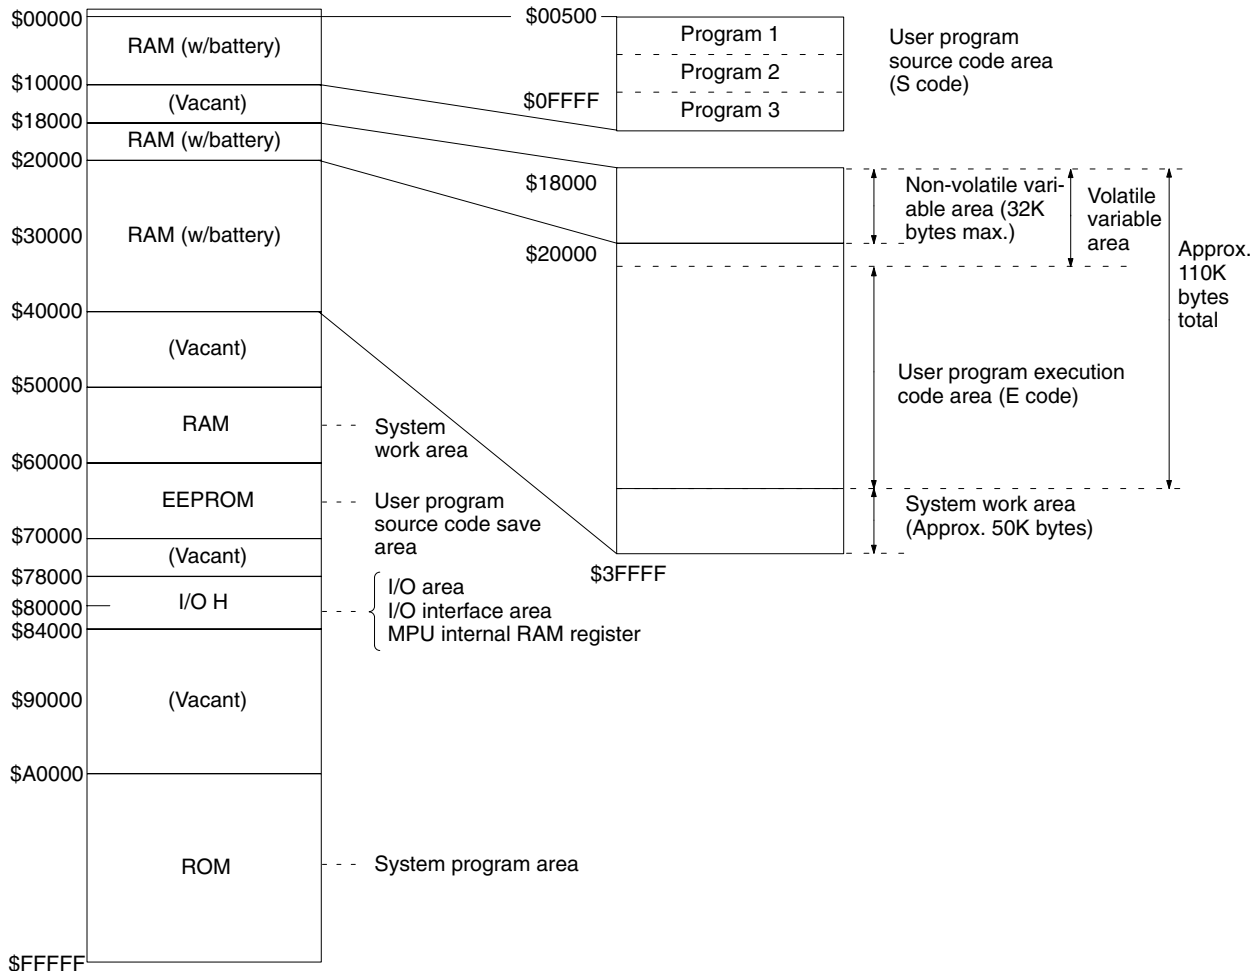 $00000
RAM (w/battery)
$10000
(Vacant)
$18000
RAM (w/battery)
$20000
$30000
RAM (w/battery)
$40000
(Vacant)
$50000
RAM
System
work area
$60000
EEPROM
User program
source code save
area
$70000
(Vacant)
$78000
I/O H
$80000
I/O area
I/O interface area
MPU internal RAM register
$84000
$90000
(Vacant)
$A0000
ROM
System program area
$FFFFF
$00500
Program 1
Program 2
$0FFFF
Program 3
User program
source code area
(S code)
$18000
Non-volatile vari-
able area (32K
bytes max.)
Volatile
variable
area
$20000
Approx.
110K
bytes
total
User program execution
code area (E code)
System work area
(Approx. 50K bytes)
$3FFFF